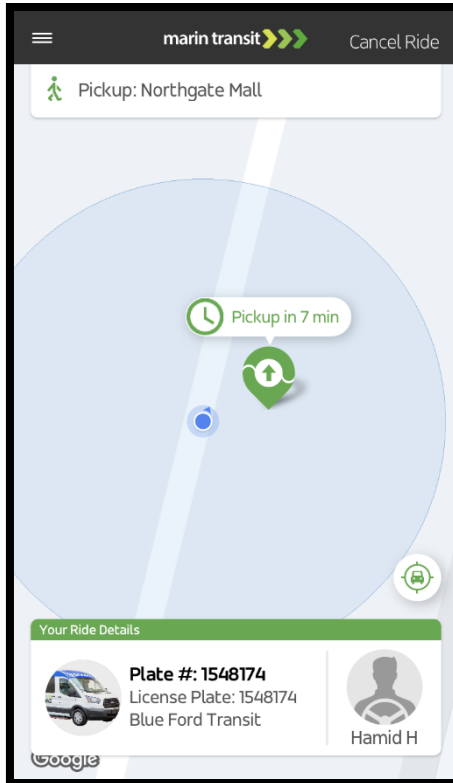 marin transit
Cancel Ride
Pickup: Northgate Mall
Pickup in 7 min
Your Ride Details
Plate #: 1548174
License Plate: 1548174
Blue Ford Transit
Hamid H
Google